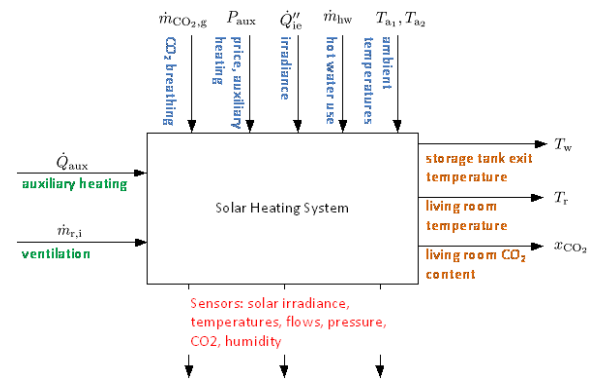 ṁCO₂,g Paux Q̇″ie ṁhw Ta₁, Ta₂
CO₂ breathing
price, auxiliary
heating
irradiance
hot water use
ambient
temperatures
Q̇aux
auxiliary heating
ṁr,i
ventilation
Solar Heating System
Tw
storage tank exit
temperature
Tr
living room
temperature
xCO₂
living room CO₂
content
Sensors: solar irradiance,
temperatures, flows, pressure,
CO2, humidity